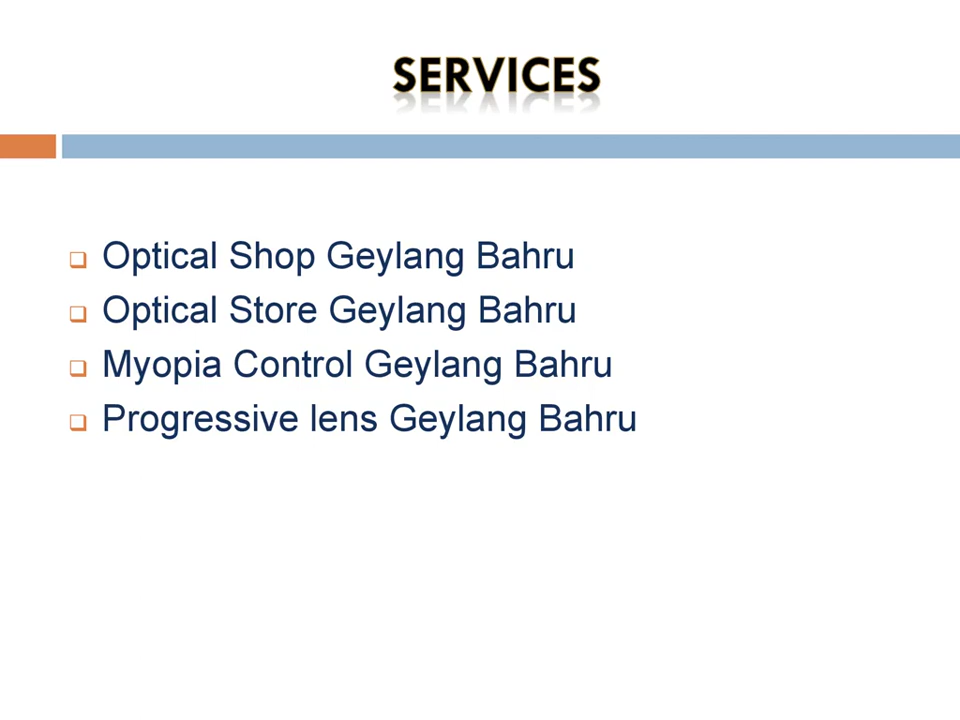 SERVICES
Optical Shop Geylang Bahru
Optical Store Geylang Bahru
Myopia Control Geylang Bahru
Progressive lens Geylang Bahru